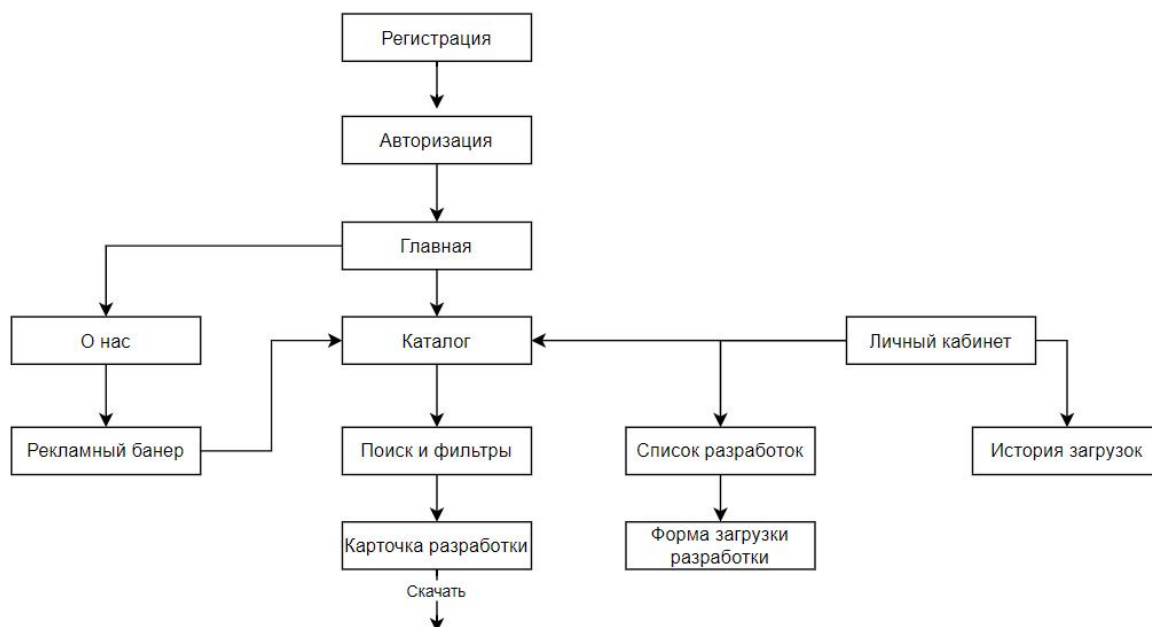 Регистрация
Авторизация
Главная
О нас
Каталог
Личный кабинет
Рекламный банер
Поиск и фильтры
Список разработок
История загрузок
Карточка разработки
Форма загрузки
разработки
Скачать